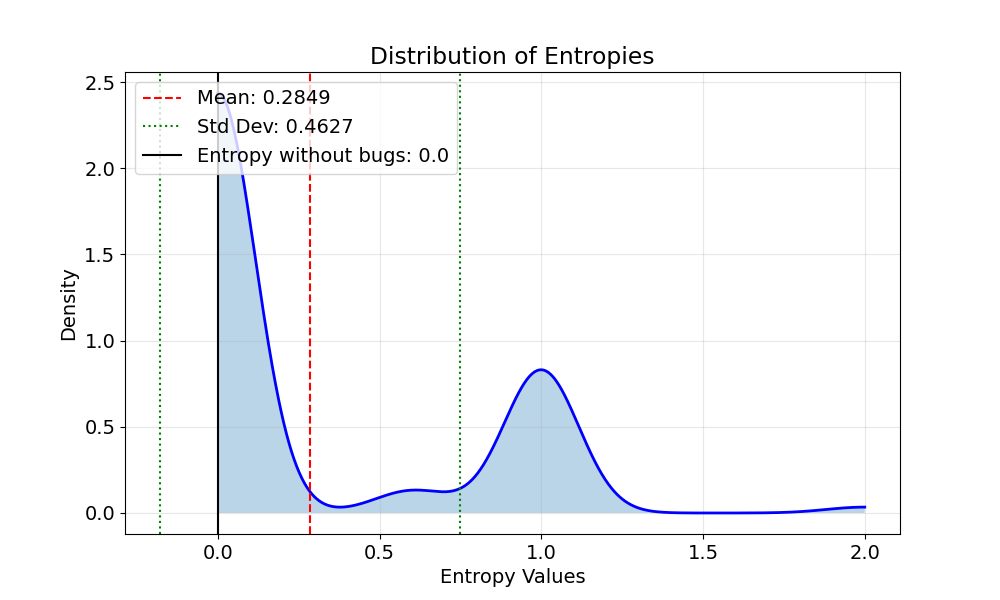 Distribution of Entropies
Mean: 0.2849
Std Dev: 0.4627
Entropy without bugs: 0.0
Density
2.5
2.0
1.5
1.0
0.5
0.0
0.0 0.5 1.0 1.5 2.0
Entropy Values